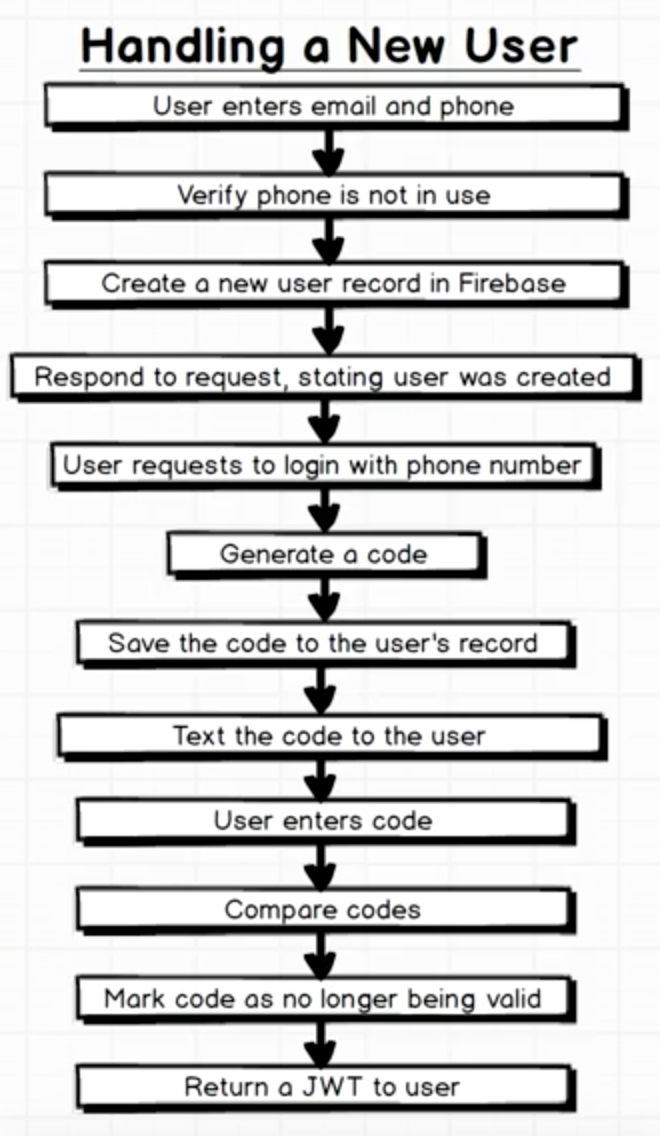 Handling a New User
User enters email and phone
Verify phone is not in use
Create a new user record in Firebase
Respond to request, stating user was created
User requests to login with phone number
Generate a code
Save the code to the user's record
Text the code to the user
User enters code
Compare codes
Mark code as no longer being valid
Return a JWT to user